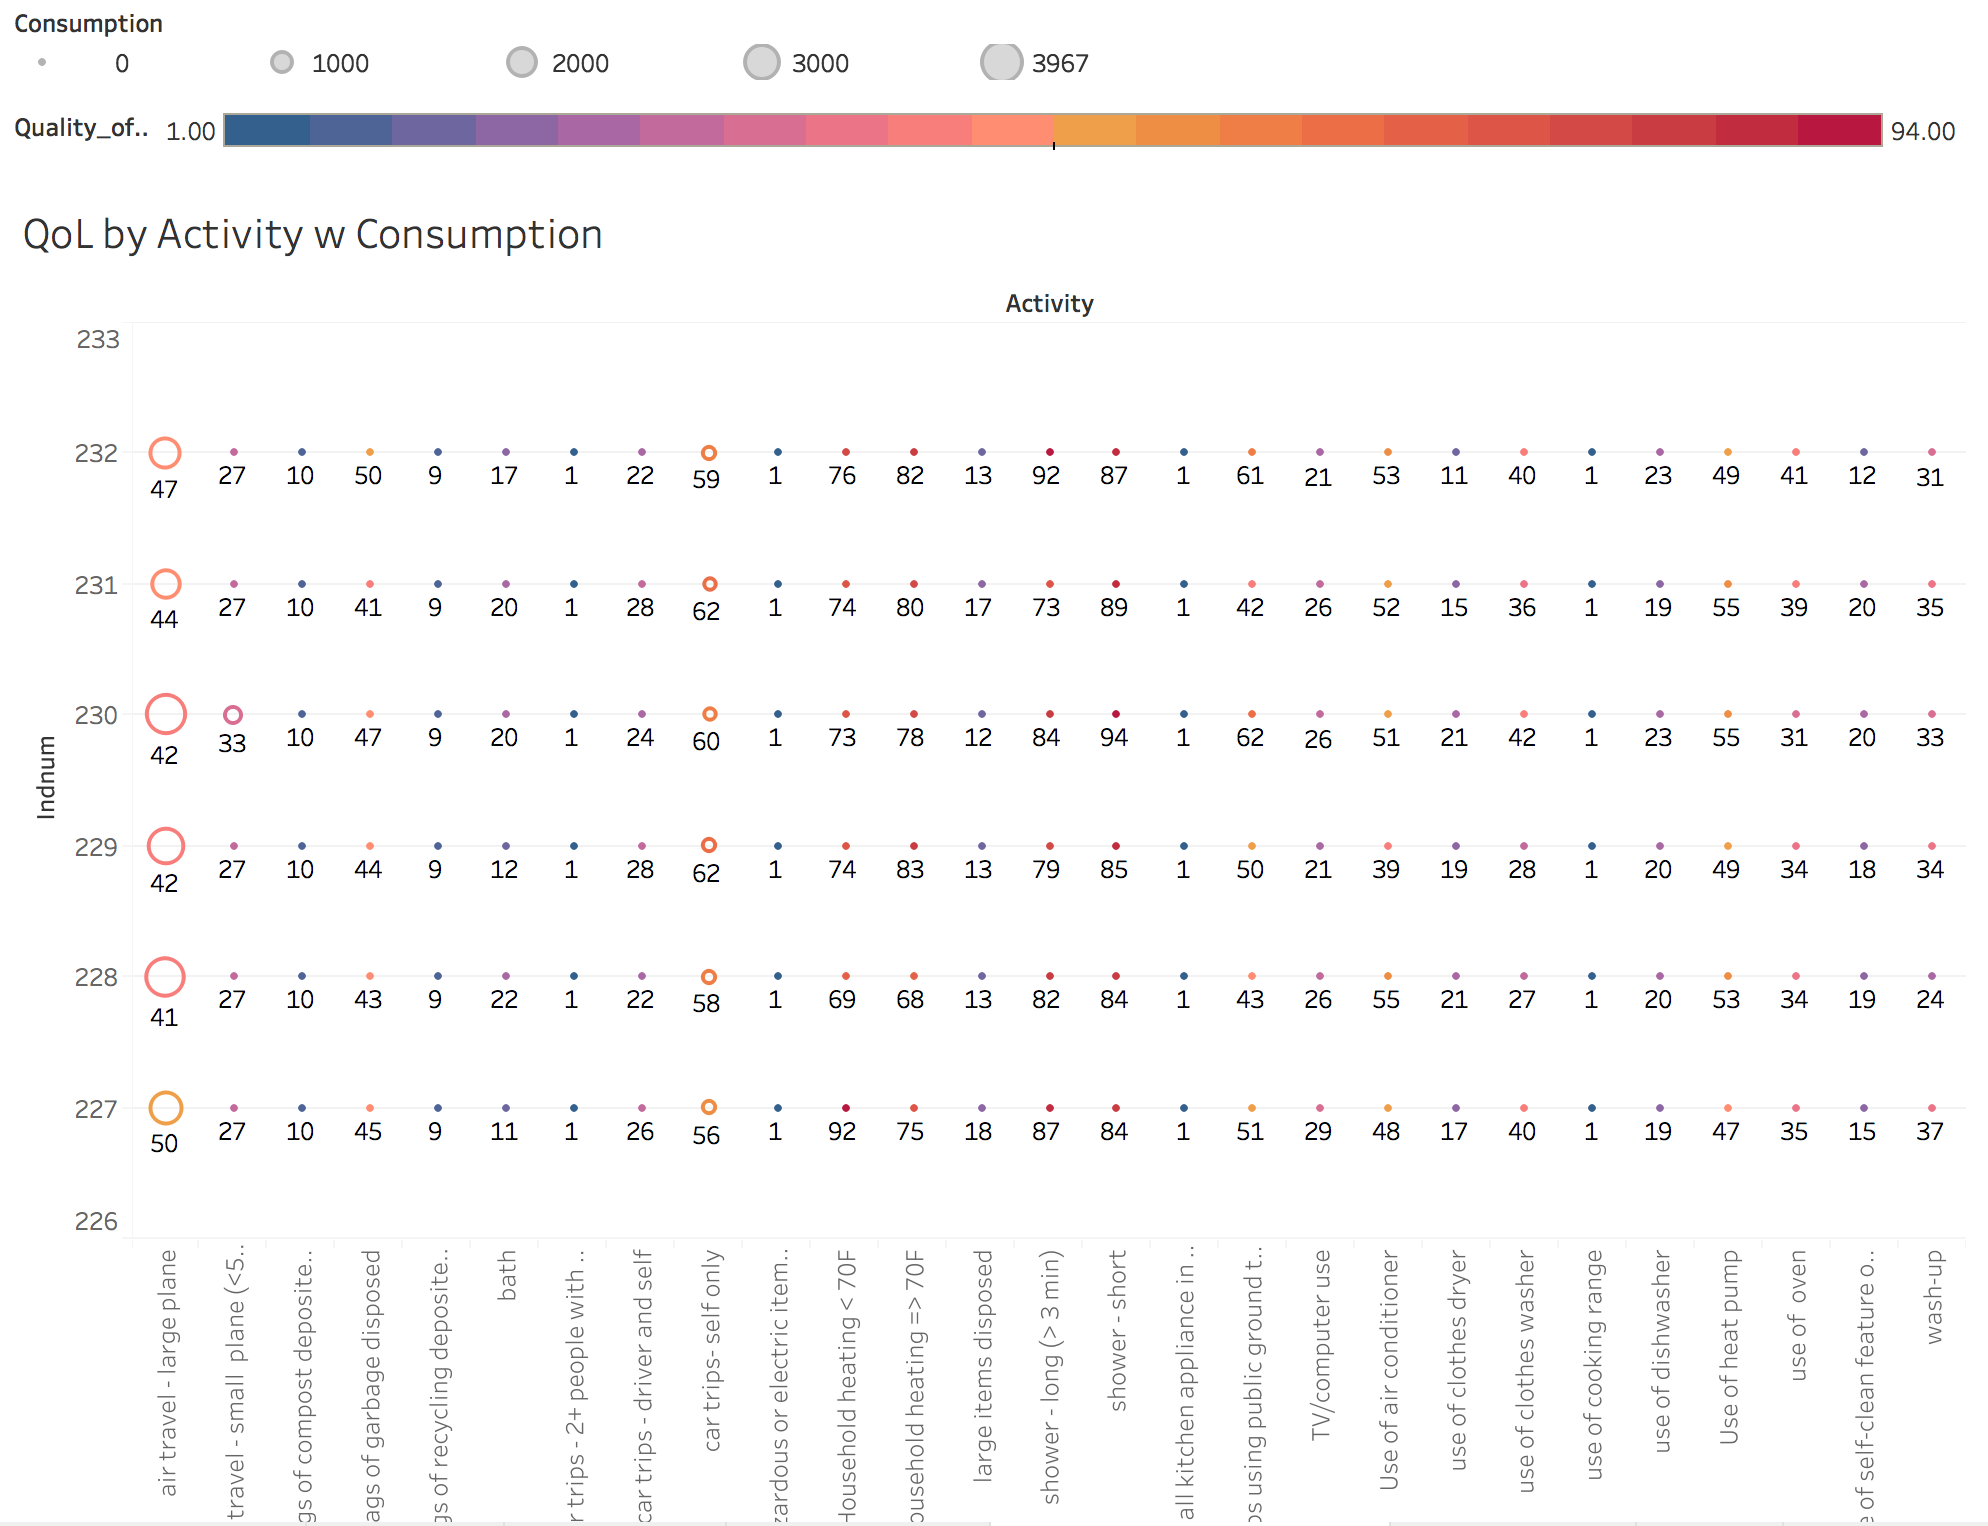 Consumption
0 1000 2000 3000 3967
Quality_of.. 1.00 94.00
QoL by Activity w Consumption
Activity
233
232
47 27 10 50 9 17 1 22 59 1 76 82 13 92 87 1 61 21 53 11 40 1 23 49 41 12 31
231
44 27 10 41 9 20 1 28 62 1 74 80 17 73 89 1 42 26 52 15 36 1 19 55 39 20 35
230
42 33 10 47 9 20 1 24 60 1 73 78 12 84 94 1 62 26 51 21 42 1 23 55 31 20 33
Indnum
229
42 27 10 44 9 12 1 28 62 1 74 83 13 79 85 1 50 21 39 19 28 1 20 49 34 18 34
228
41 27 10 43 9 22 1 22 58 1 69 68 13 82 84 1 43 26 55 21 27 1 20 53 34 19 24
227
50 27 10 45 9 11 1 26 56 1 92 75 18 87 84 1 51 29 48 17 40 1 19 47 35 15 37
226
air travel - large plane
travel - small plane (<5..
gs of compost deposite..
ags of garbage disposed
gs of recycling deposite..
bath
r trips - 2+ people with ..
car trips - driver and self
car trips- self only
zardous or electric item..
Household heating < 70F
ousehold heating => 70F
large items disposed
shower - long (> 3 min)
shower - short
all kitchen appliance in ..
os using public ground t..
TV/computer use
Use of air conditioner
use of clothes dryer
use of clothes washer
use of cooking range
use of dishwasher
Use of heat pump
use of oven
e of self-clean feature o..
wash-up